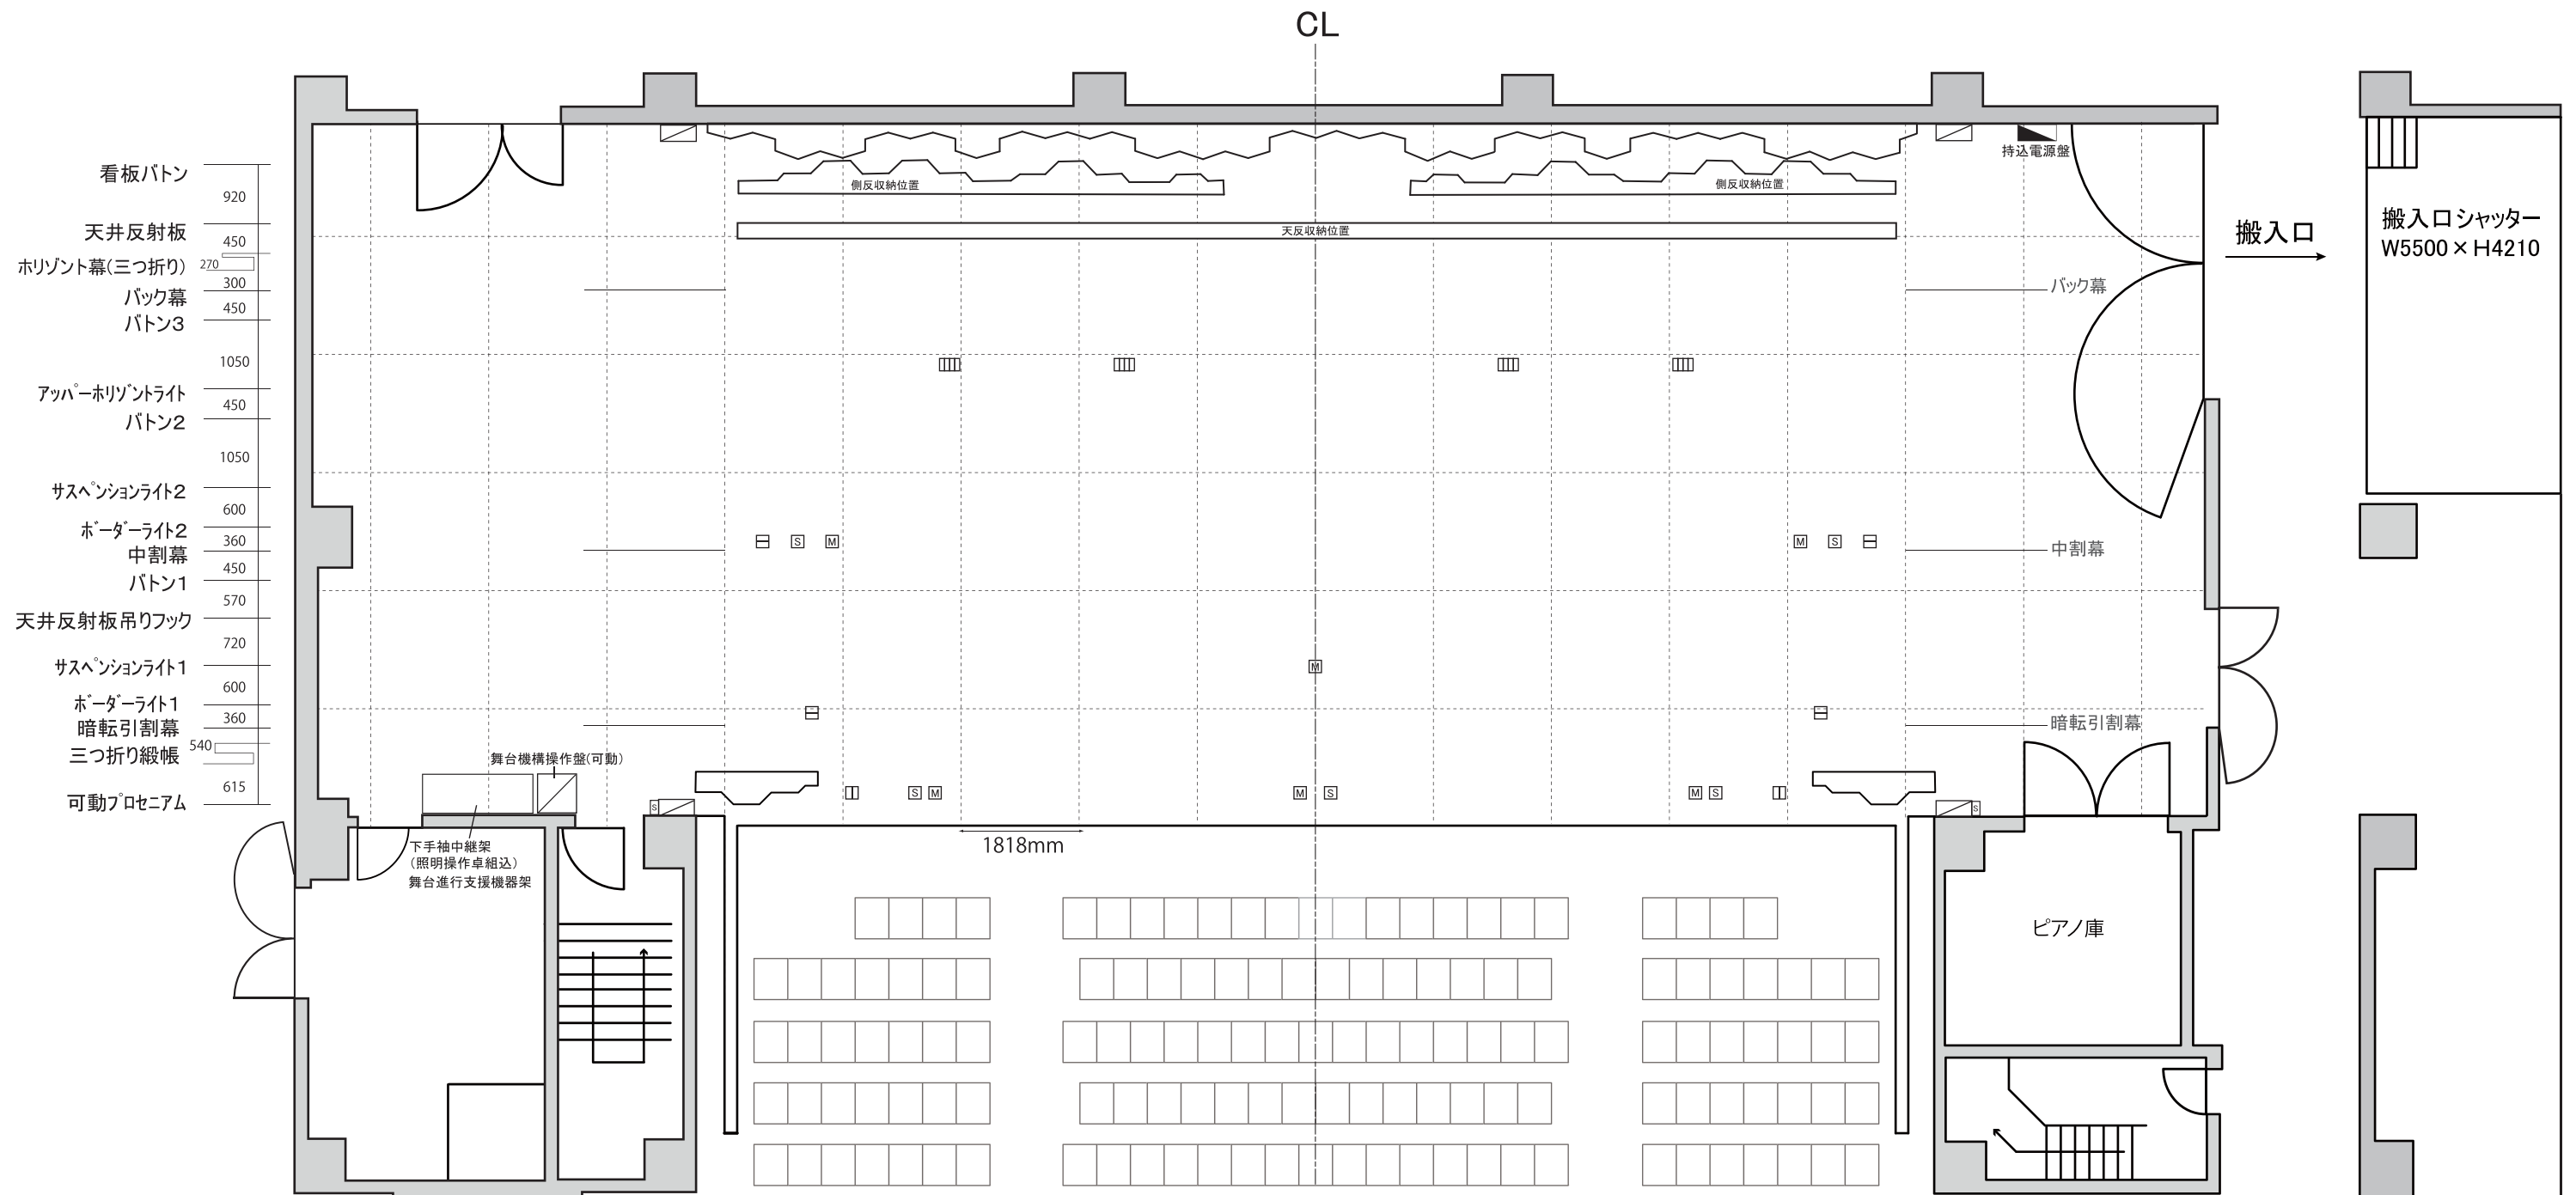 CL
看板バトン
920
天井反射板
450
ホリゾント幕(三つ折り)
270
300
バック幕
450
バトン3
1050
アッパーホリゾントライト
450
バトン2
1050
サスペンションライト2
600
ボーダーライト2
360
中割幕
450
バトン1
570
天井反射板吊りフック
720
サスペンションライト1
600
ボーダーライト1
360
暗転引割幕
540
三つ折り緞帳
615
可動プロセニアム
側反収納位置
側反収納位置
天反収納位置
持込電源盤
搬入口
搬入口シャッター
W5500×H4210
バック幕
S
M
M
S
中割幕
M
暗転引割幕
舞台機構操作盤(可動)
S
S
M
M
S
M
S
S
下手袖中継架
(照明操作卓組込)
舞台進行支援機器架
1818mm
ピアノ庫